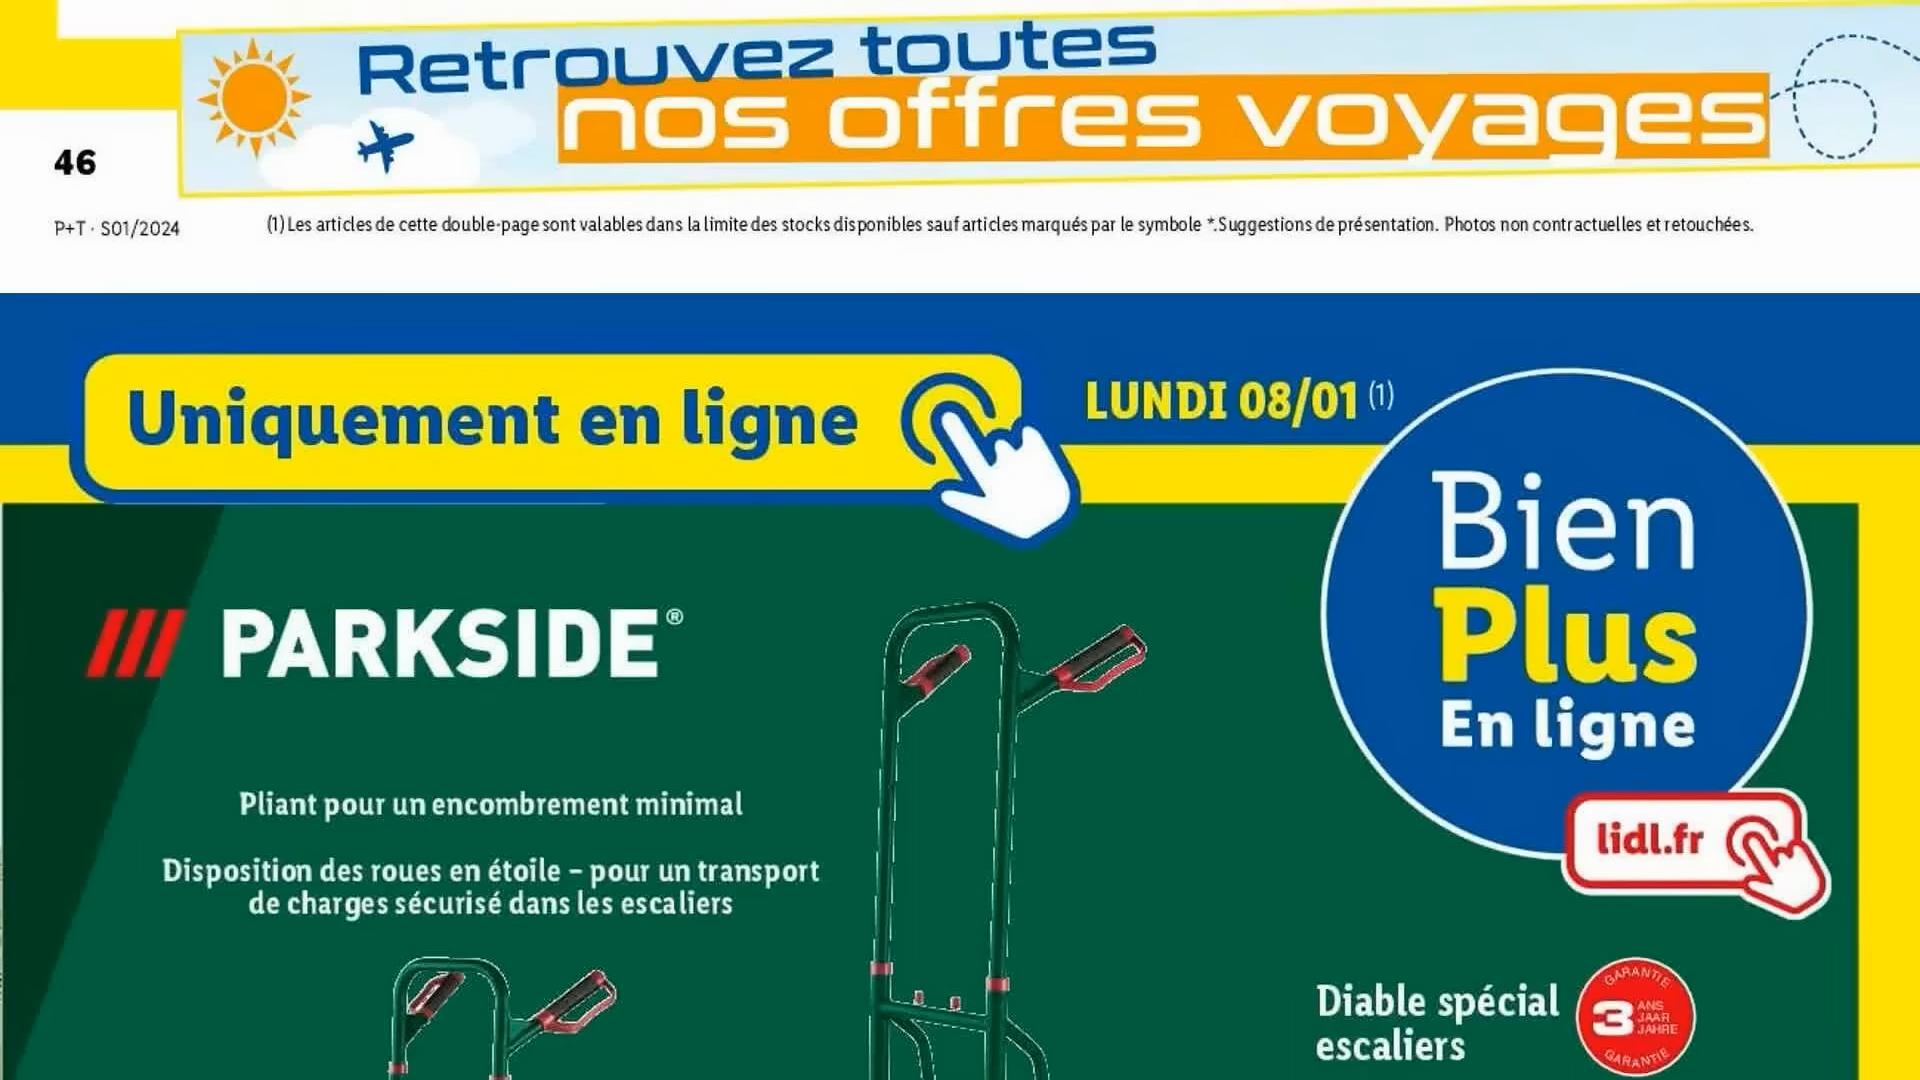 Retrouvez toutes
nos offres voyages
46
P+T · S01/2024
(1) Les articles de cette double-page sont valables dans la limite des stocks disponibles sauf articles marqués par le symbole *. Suggestions de présentation. Photos non contractuelles et retouchées.
Uniquement en ligne
LUNDI 08/01 (1)
Bien
Plus
En ligne
lidl.fr
PARKSIDE®
Pliant pour un encombrement minimal
Disposition des roues en étoile – pour un transport
de charges sécurisé dans les escaliers
Diable spécial
escaliers
GARANTIE
3 ANS
JAAR
JAHRE
GARANTIE